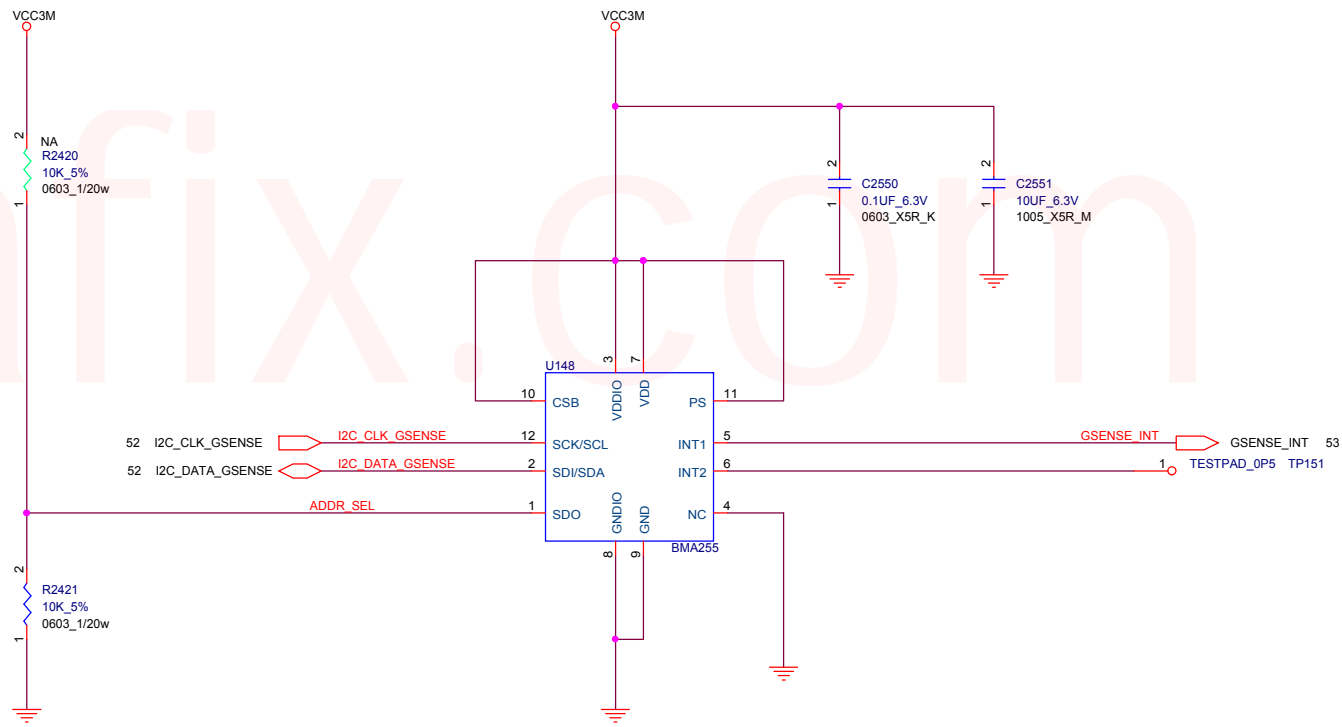 VCC3M
VCC3M
2
NA
R2420
10K_5%
0603_1/20w
1
2
C2550
0.1UF_6.3V
0603_X5R_K
1
2
C2551
10UF_6.3V
1005_X5R_M
1
afix.com
U148
3
7
VDDIO
VDD
10
CSB
PS
11
52 I2C_CLK_GSENSE
I2C_CLK_GSENSE
12
SCK/SCL
INT1
5
GSENSE_INT
GSENSE_INT 53
52 I2C_DATA_GSENSE
I2C_DATA_GSENSE
2
SDI/SDA
INT2
6
1
TESTPAD_0P5 TP151
ADDR_SEL
1
SDO
GNDIO
GND
NC
4
8
9
BMA255
2
R2421
10K_5%
0603_1/20w
1